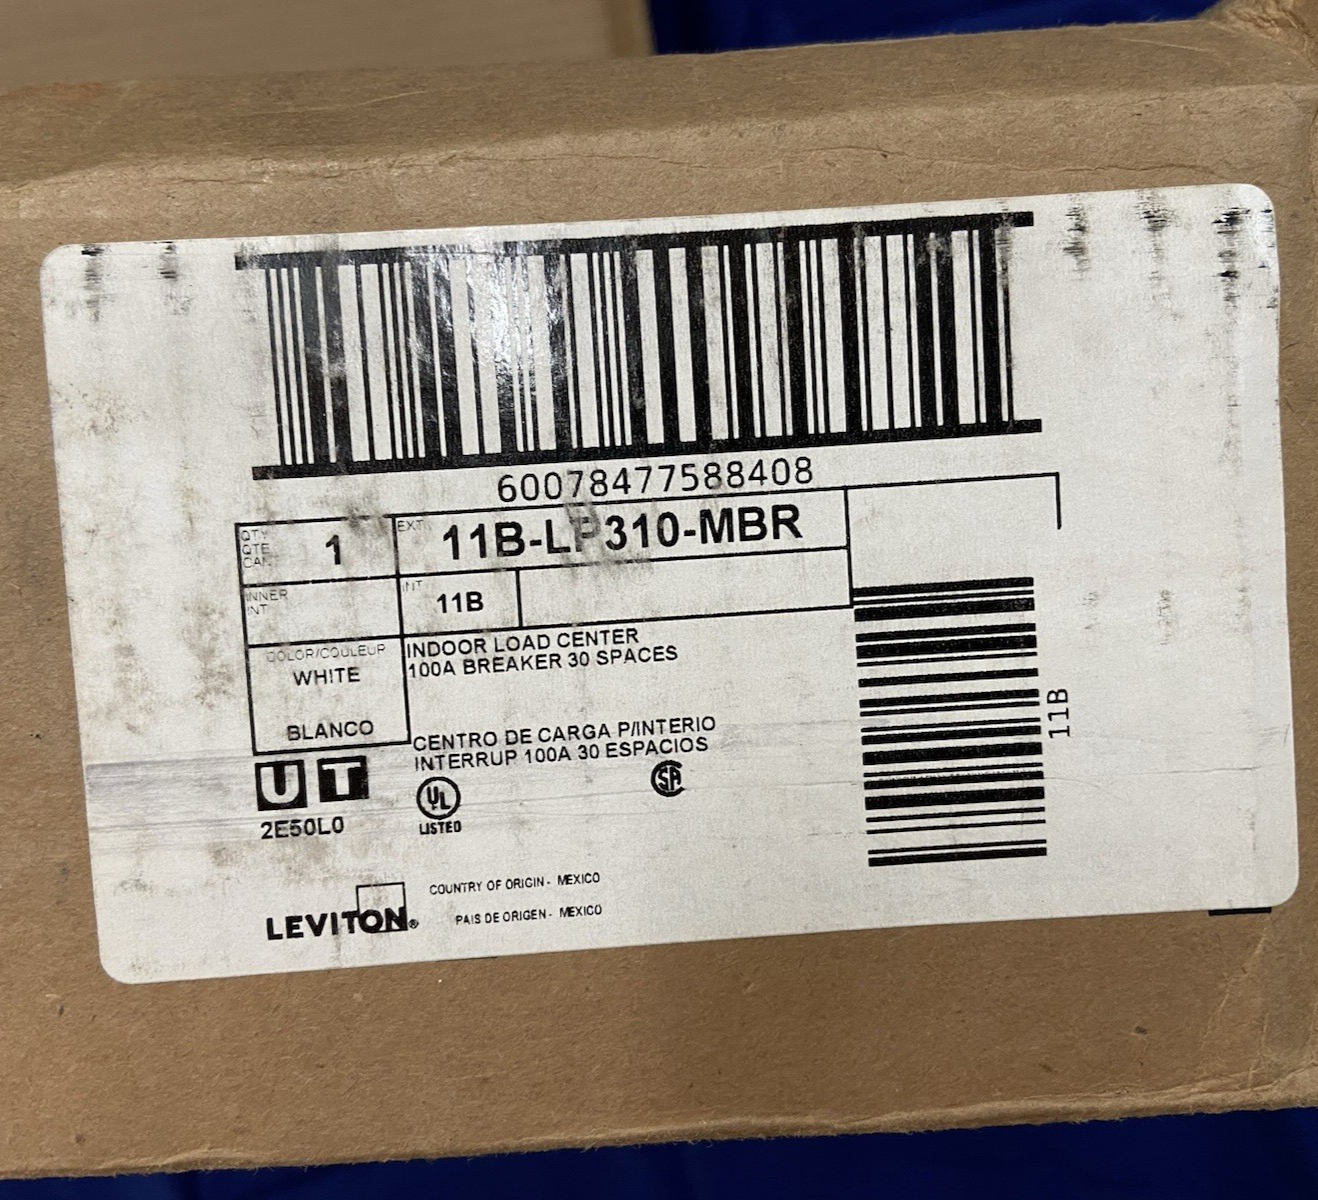 60078477588408
QTY
QTE
CAN
1
EXT.
11B-LP310-MBR
INNER
INT
INT
11B
COLOR/COULEUR
WHITE
BLANCO
INDOOR LOAD CENTER
100A BREAKER 30 SPACES
CENTRO DE CARGA P/INTERIO
INTERRUP 100A 30 ESPACIOS
11B
U T
2E50L0
UL
LISTED
SA
LEVITON®
COUNTRY OF ORIGIN - MEXICO
PAIS DE ORIGEN - MEXICO